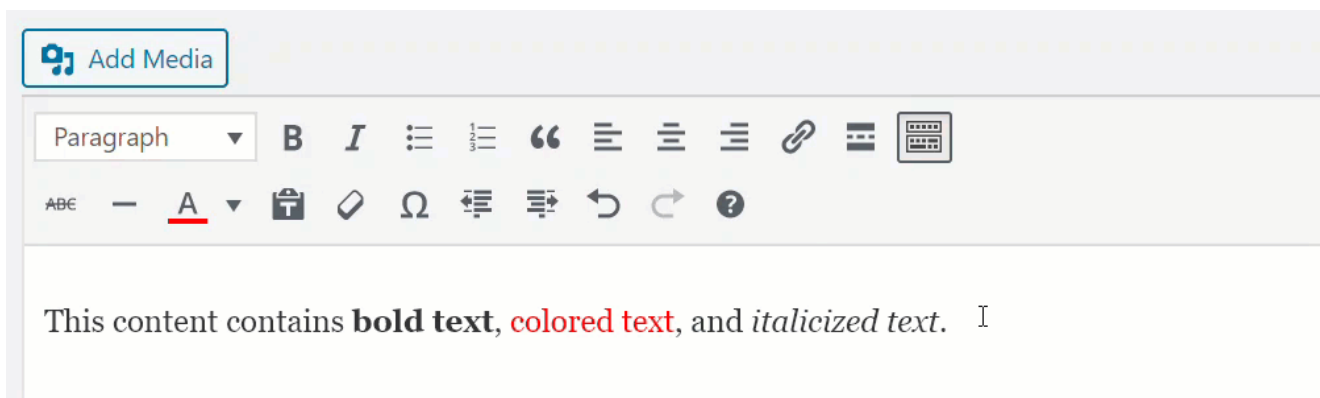 Add Media
Paragraph
B I
ABC A Ω ?
This content contains bold text, colored text, and italicized text.